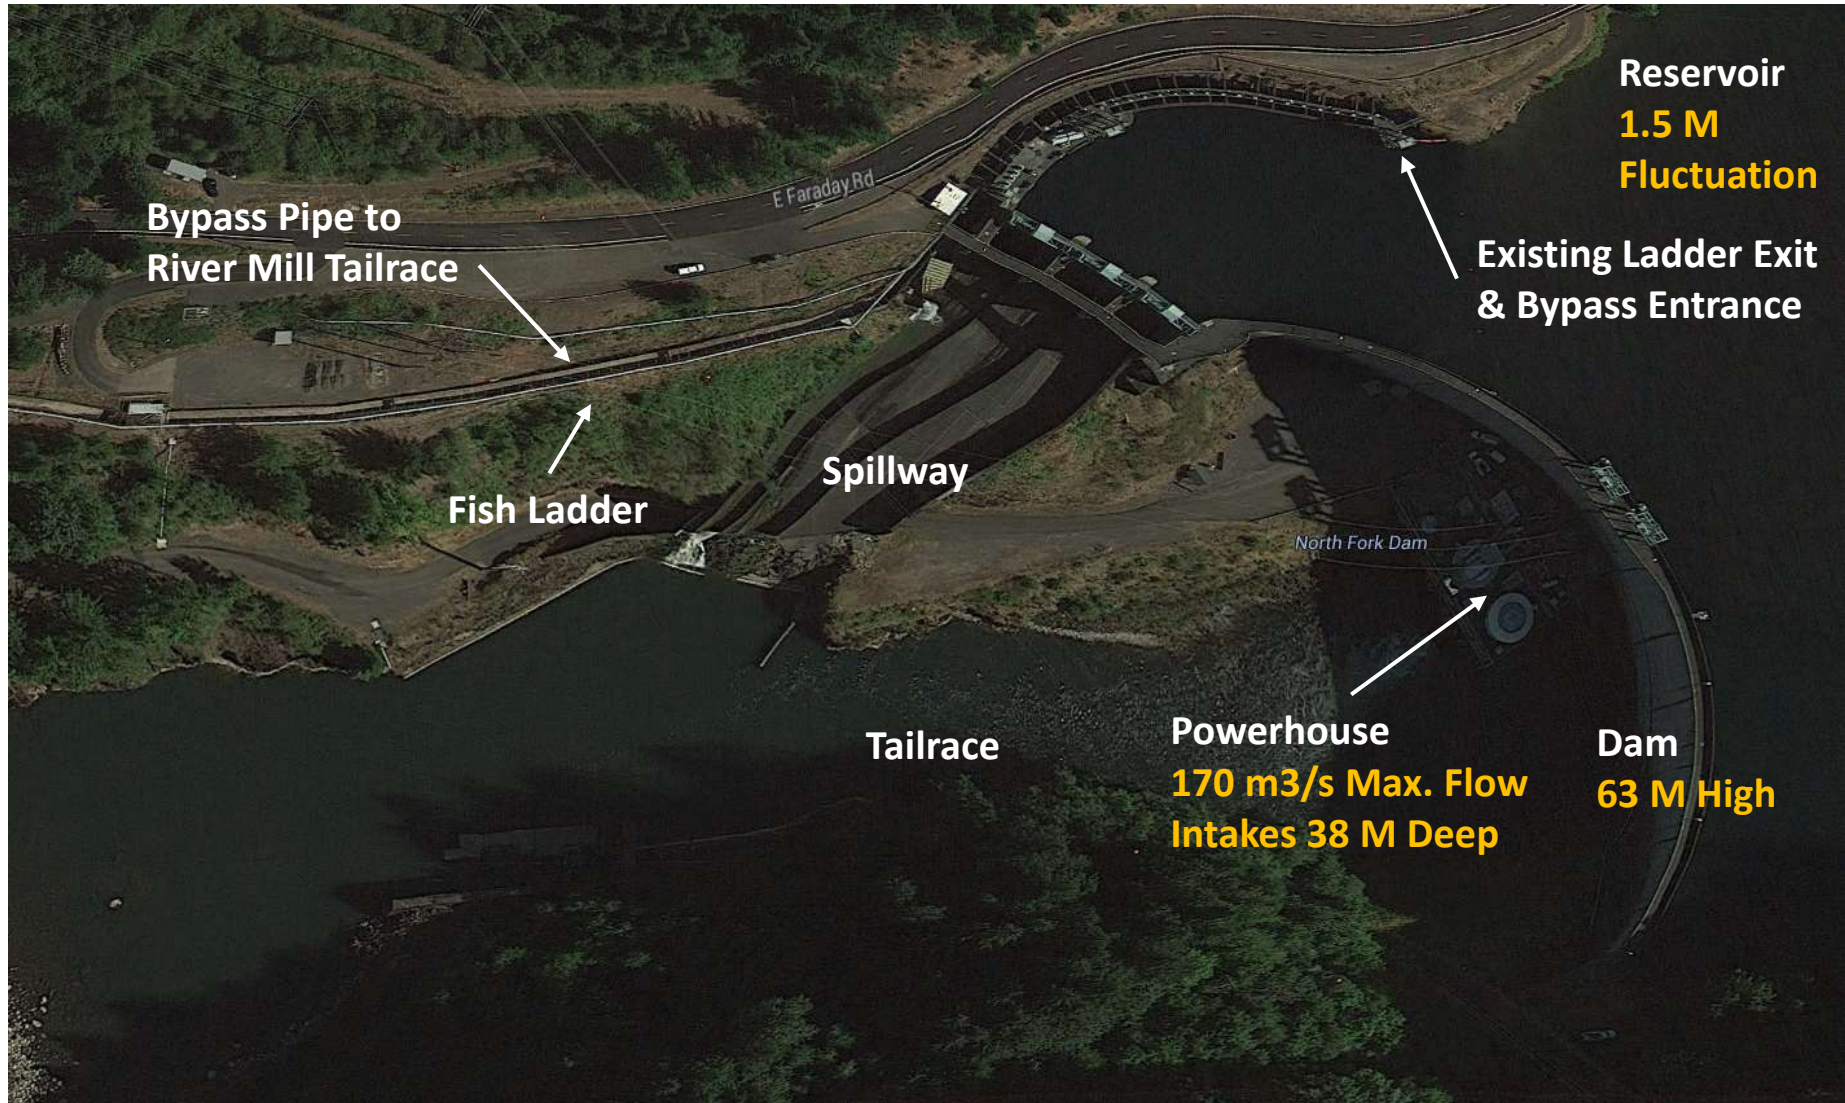 Reservoir
1.5 M
Fluctuation
E Faraday Rd
Bypass Pipe to
River Mill Tailrace
Existing Ladder Exit
& Bypass Entrance
Spillway
Fish Ladder
North Fork Dam
Tailrace
Powerhouse
170 m3/s Max. Flow
Intakes 38 M Deep
Dam
63 M High